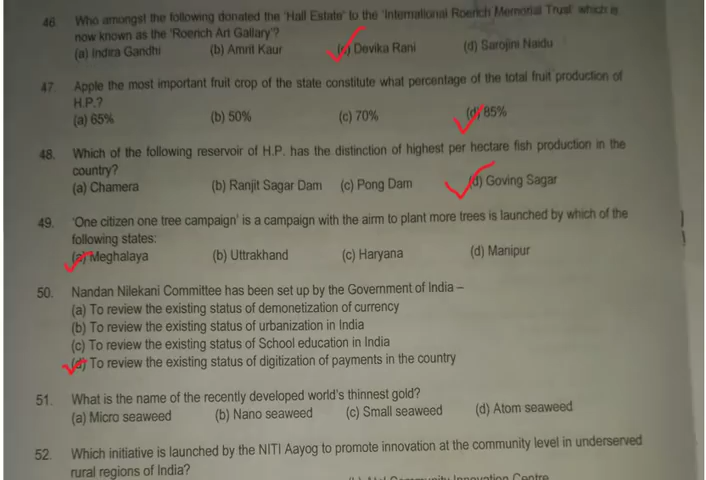 46. Who amongst the following donated the 'Hall Estate' to the 'International Roerich Memorial Trust' which is
now known as the 'Roerich Art Gallary'?
(a) Indira Gandhi (b) Amrit Kaur (c) Devika Rani (d) Sarojini Naidu
47. Apple the most important fruit crop of the state constitute what percentage of the total fruit production of
H.P.?
(a) 65% (b) 50% (c) 70% (d) 85%
48. Which of the following reservoir of H.P. has the distinction of highest per hectare fish production in the
country?
(a) Chamera (b) Ranjit Sagar Dam (c) Pong Dam (d) Goving Sagar
49. 'One citizen one tree campaign' is a campaign with the airm to plant more trees is launched by which of the
following states:
(a) Meghalaya (b) Uttrakhand (c) Haryana (d) Manipur
50. Nandan Nilekani Committee has been set up by the Government of India –
(a) To review the existing status of demonetization of currency
(b) To review the existing status of urbanization in India
(c) To review the existing status of School education in India
(d) To review the existing status of digitization of payments in the country
51. What is the name of the recently developed world's thinnest gold?
(a) Micro seaweed (b) Nano seaweed (c) Small seaweed (d) Atom seaweed
52. Which initiative is launched by the NITI Aayog to promote innovation at the community level in underserved
rural regions of India?
Community Innovation Centre